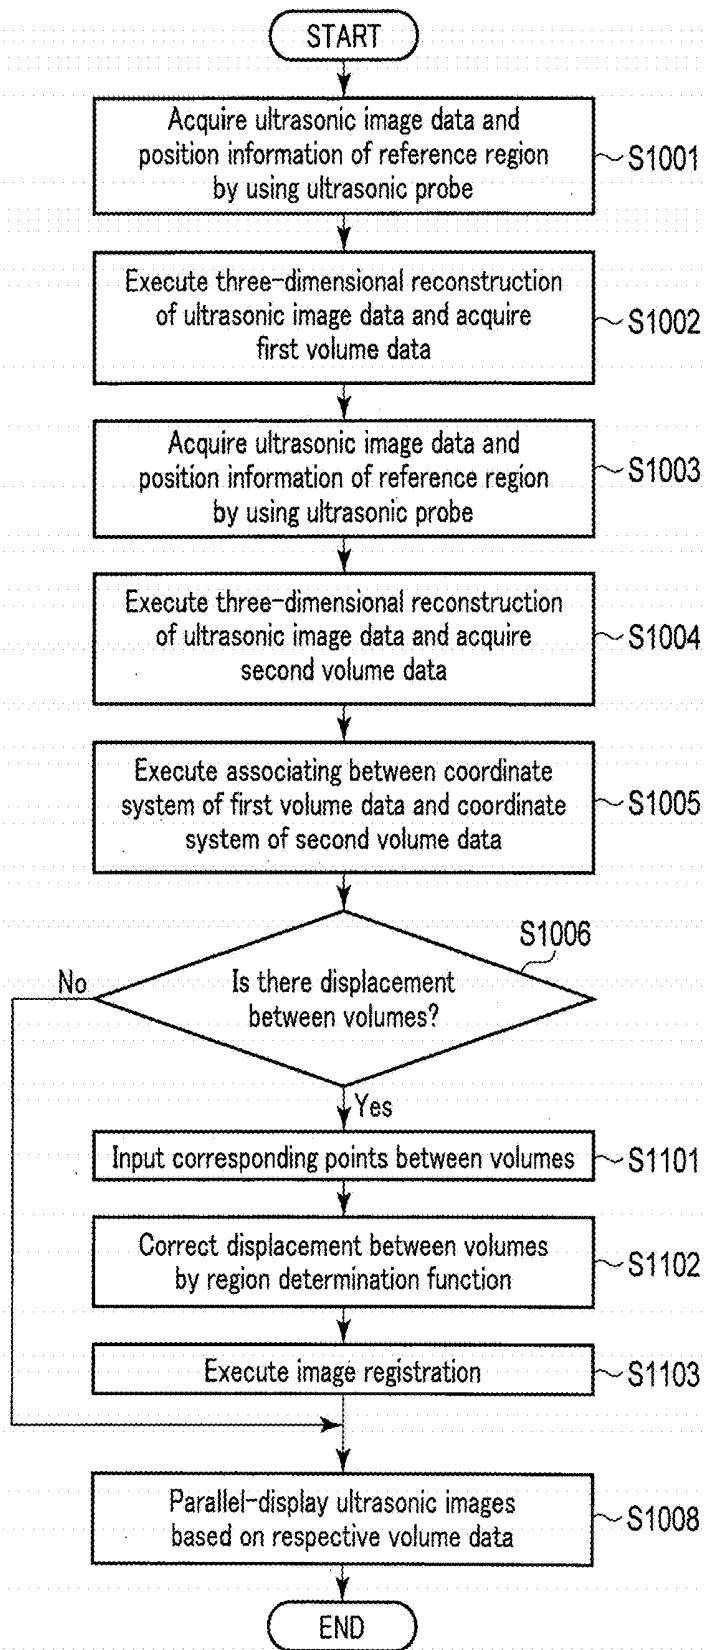 START
Acquire ultrasonic image data and
position information of reference region
by using ultrasonic probe
S1001
Execute three-dimensional reconstruction
of ultrasonic image data and acquire
first volume data
S1002
Acquire ultrasonic image data and
position information of reference region
by using ultrasonic probe
S1003
Execute three-dimensional reconstruction
of ultrasonic image data and acquire
second volume data
S1004
Execute associating between coordinate
system of first volume data and coordinate
system of second volume data
S1005
S1006
No
Is there displacement
between volumes?
Yes
Input corresponding points between volumes
S1101
Correct displacement between volumes
by region determination function
S1102
Execute image registration
S1103
Parallel-display ultrasonic images
based on respective volume data
S1008
END